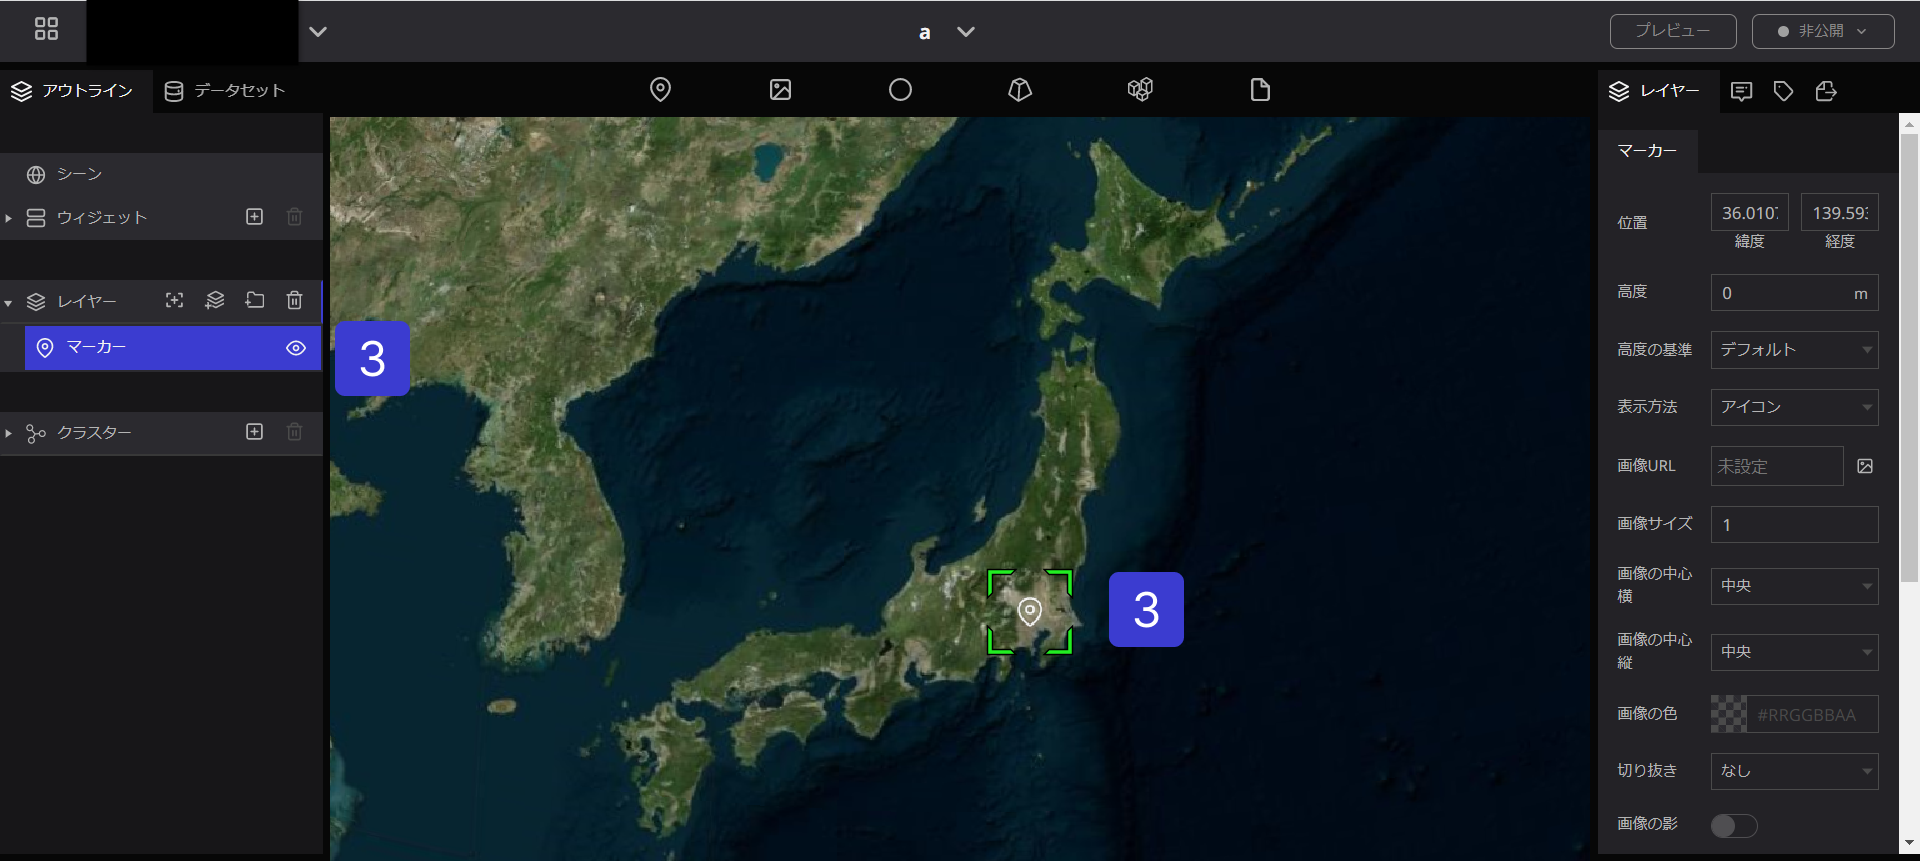 a
プレビュー
非公開
アウトライン
データセット
レイヤー
マーカー
シーン
ウィジェット
レイヤー
マーカー
クラスター
3
3
位置
36.010
139.59
緯度
経度
高度
0
m
高度の基準
デフォルト
表示方法
アイコン
画像URL
未設定
画像サイズ
1
画像の中心
横
中央
画像の中心
縦
中央
画像の色
#RRGGBBAA
切り抜き
なし
画像の影